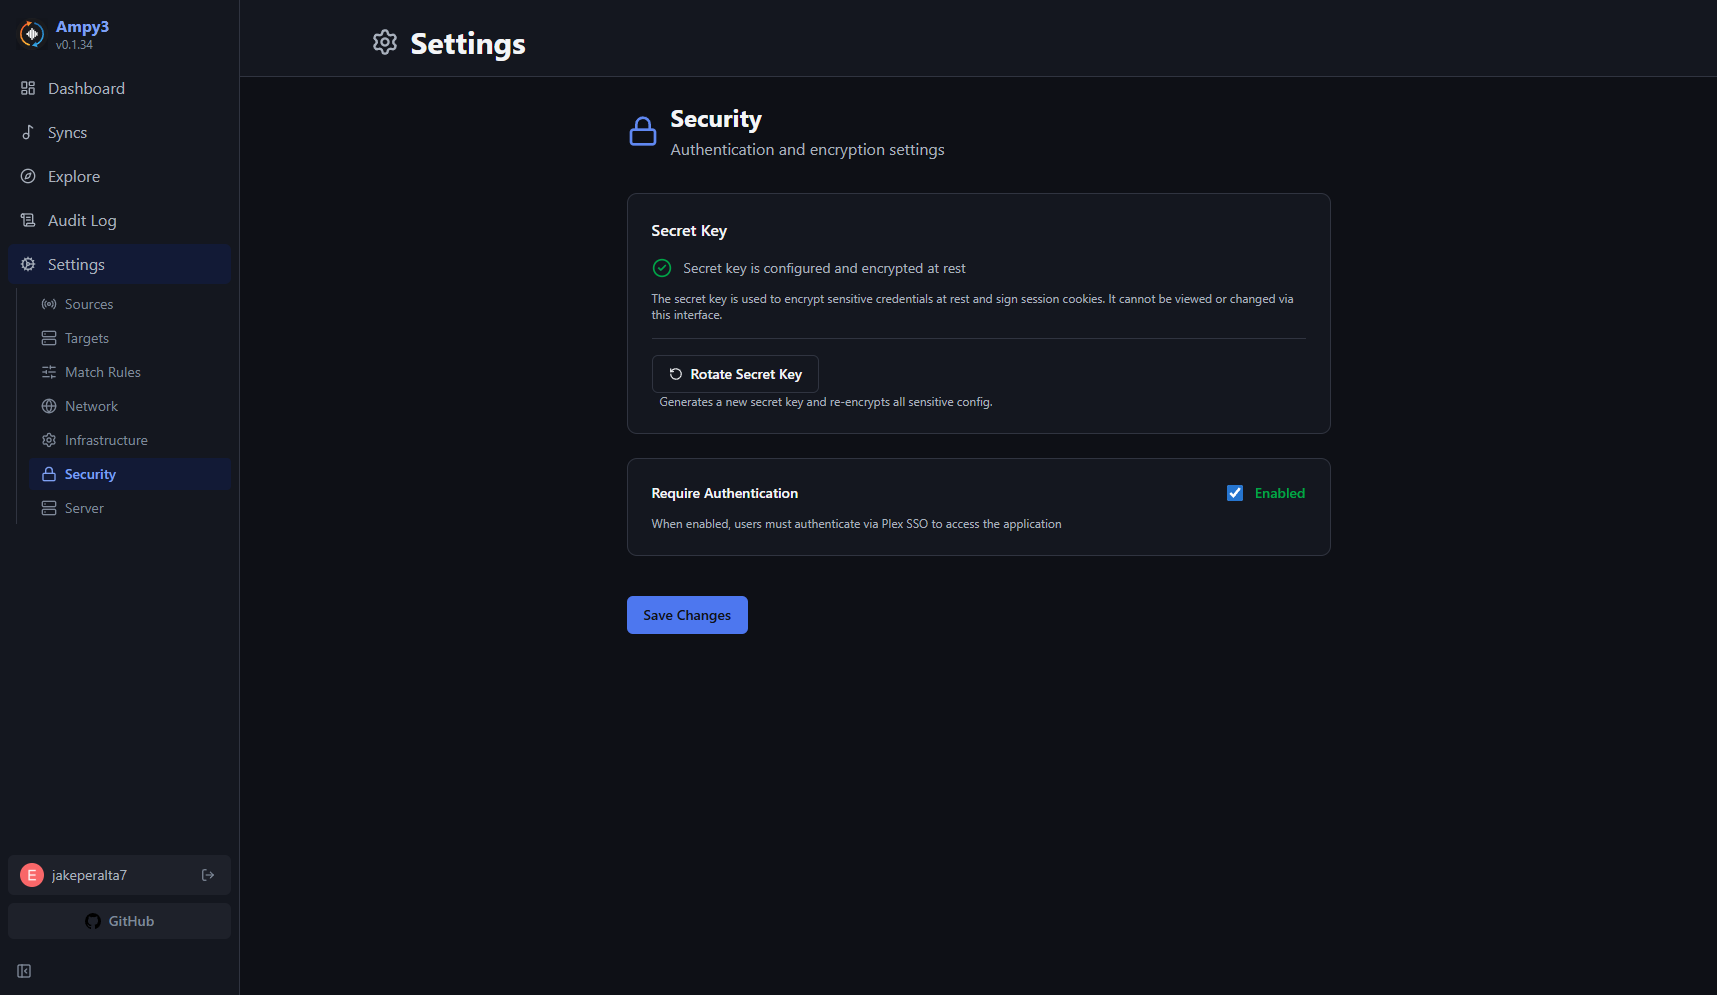 Ampy3
v0.1.34
Dashboard
Syncs
Explore
Audit Log
Settings
Sources
Targets
Match Rules
Network
Infrastructure
Security
Server
E jakeperalta7
GitHub
Settings
Security
Authentication and encryption settings
Secret Key
Secret key is configured and encrypted at rest
The secret key is used to encrypt sensitive credentials at rest and sign session cookies. It cannot be viewed or changed via
this interface.
Rotate Secret Key
Generates a new secret key and re-encrypts all sensitive config.
Require Authentication
Enabled
When enabled, users must authenticate via Plex SSO to access the application
Save Changes